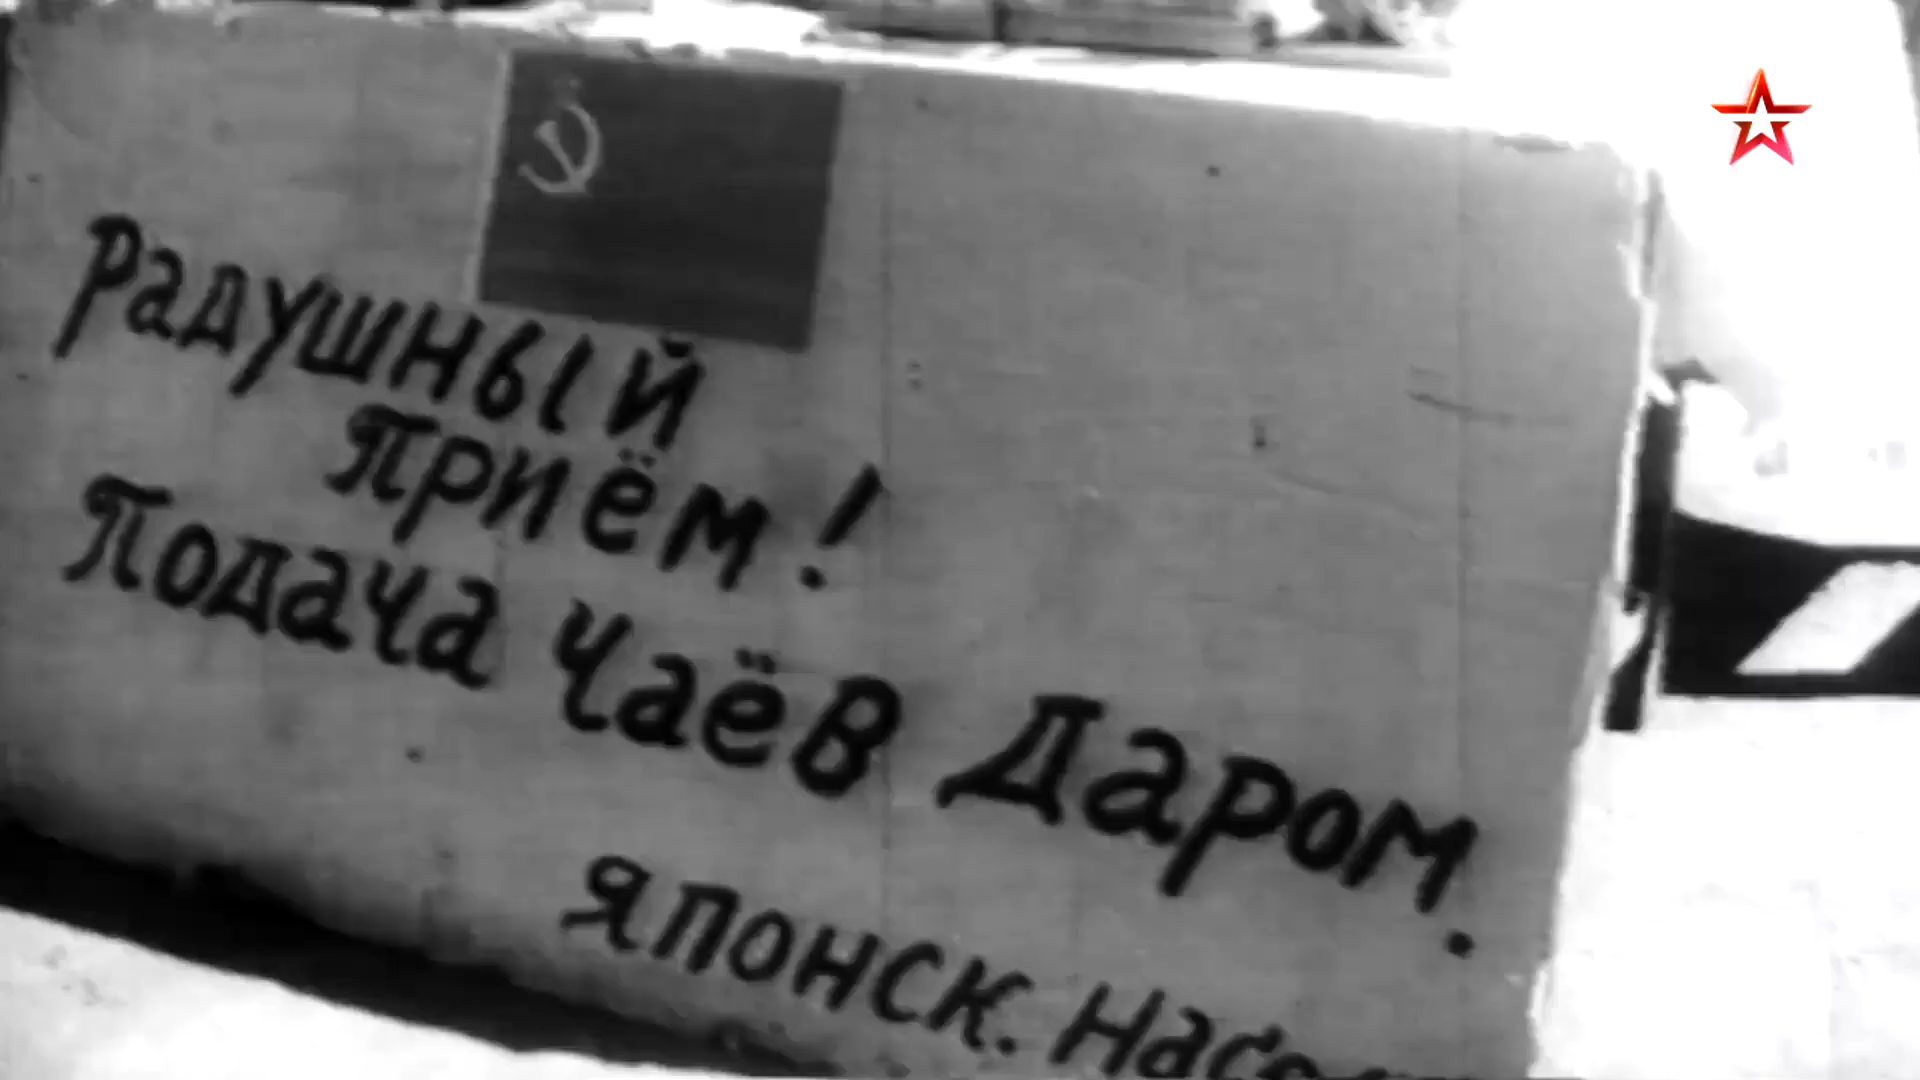 Радушный
приём!
Подача чаёв даром.
японск.